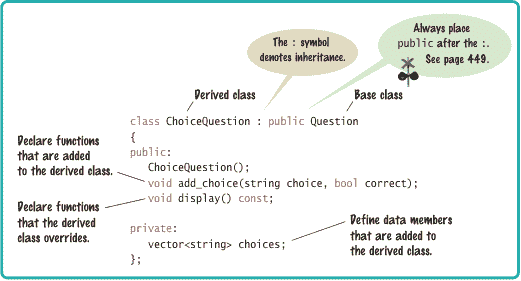 The : symbol
denotes inheritance.
Always place
public after the :.
See page 449.
Derived class
Base class
class ChoiceQuestion : public Question
{
public:
ChoiceQuestion();
void add_choice(string choice, bool correct);
void display() const;
private:
vector<string> choices;
};
Declare functions
that are added
to the derived class.
Declare functions
that the derived
class overrides.
Define data members
that are added to
the derived class.